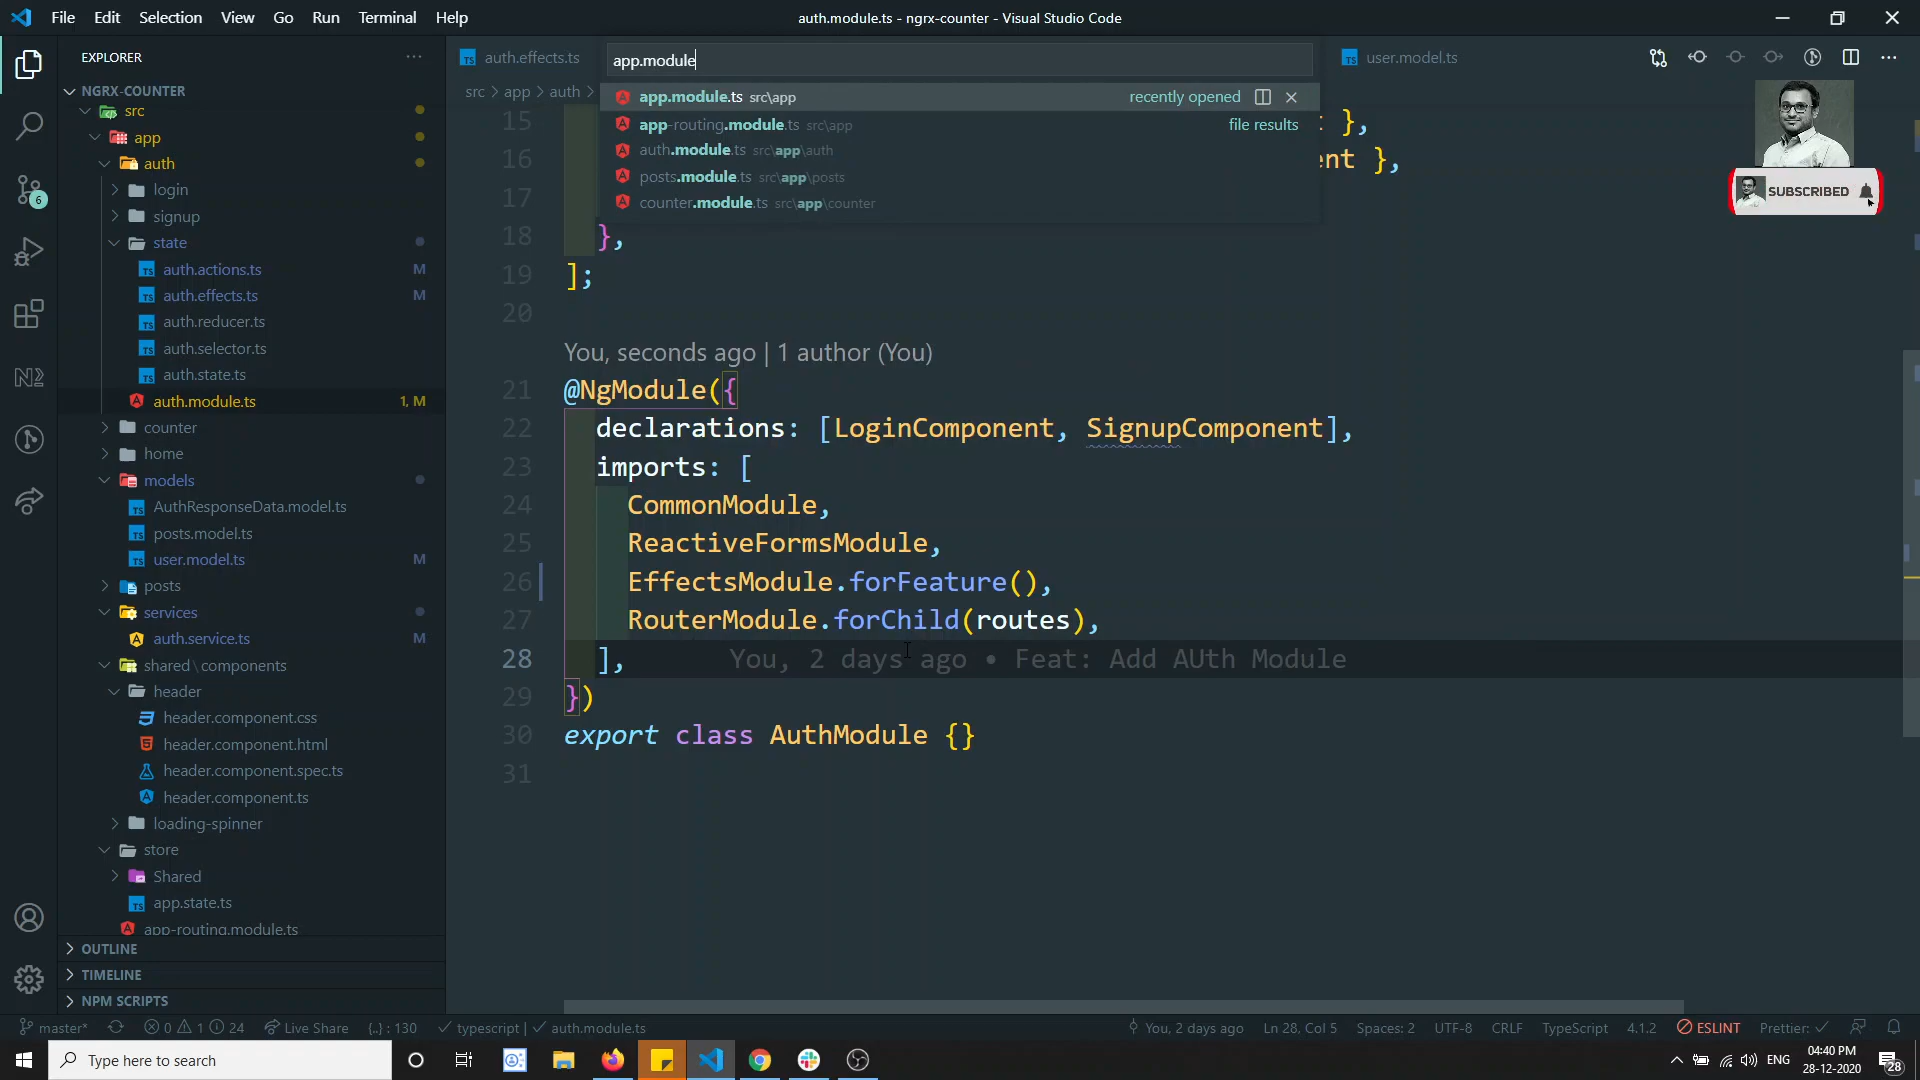 File Edit Selection View Go Run Terminal Help
auth.module.ts - ngrx-counter - Visual Studio Code
EXPLORER
NGRX-COUNTER
src
app
auth
login
signup
state
auth.actions.ts M
auth.effects.ts M
auth.reducer.ts
auth.selector.ts
auth.state.ts
auth.module.ts 1, M
counter
home
models
AuthResponseData.model.ts
posts.model.ts
user.model.ts M
posts
services
auth.service.ts M
shared \ components
header
header.component.css
header.component.html
header.component.spec.ts
header.component.ts
loading-spinner
store
Shared
app.state.ts
app-routing.module.ts
OUTLINE
TIMELINE
NPM SCRIPTS
6
auth.effects.ts
user.model.ts
src > app > auth >
app.module
app.module.ts src\app recently opened
app-routing.module.ts src\app file results
auth.module.ts src\app\auth
posts.module.ts src\app\posts
counter.module.ts src\app\counter
SUBSCRIBED
15 },
16 },
17
18 },
19 ];
20
You, seconds ago | 1 author (You)
21 @NgModule({
22 declarations: [LoginComponent, SignupComponent],
23 imports: [
24 CommonModule,
25 ReactiveFormsModule,
26 EffectsModule.forFeature(),
27 RouterModule.forChild(routes),
28 ], You, 2 days ago • Feat: Add AUth Module
29 })
30 export class AuthModule {}
31
master* 0 1 24 Live Share {..} : 130 typescript | auth.module.ts
You, 2 days ago Ln 28, Col 5 Spaces: 2 UTF-8 CRLF TypeScript 4.1.2 ESLINT Prettier:
Type here to search
ENG
04:40 PM
28-12-2020
28